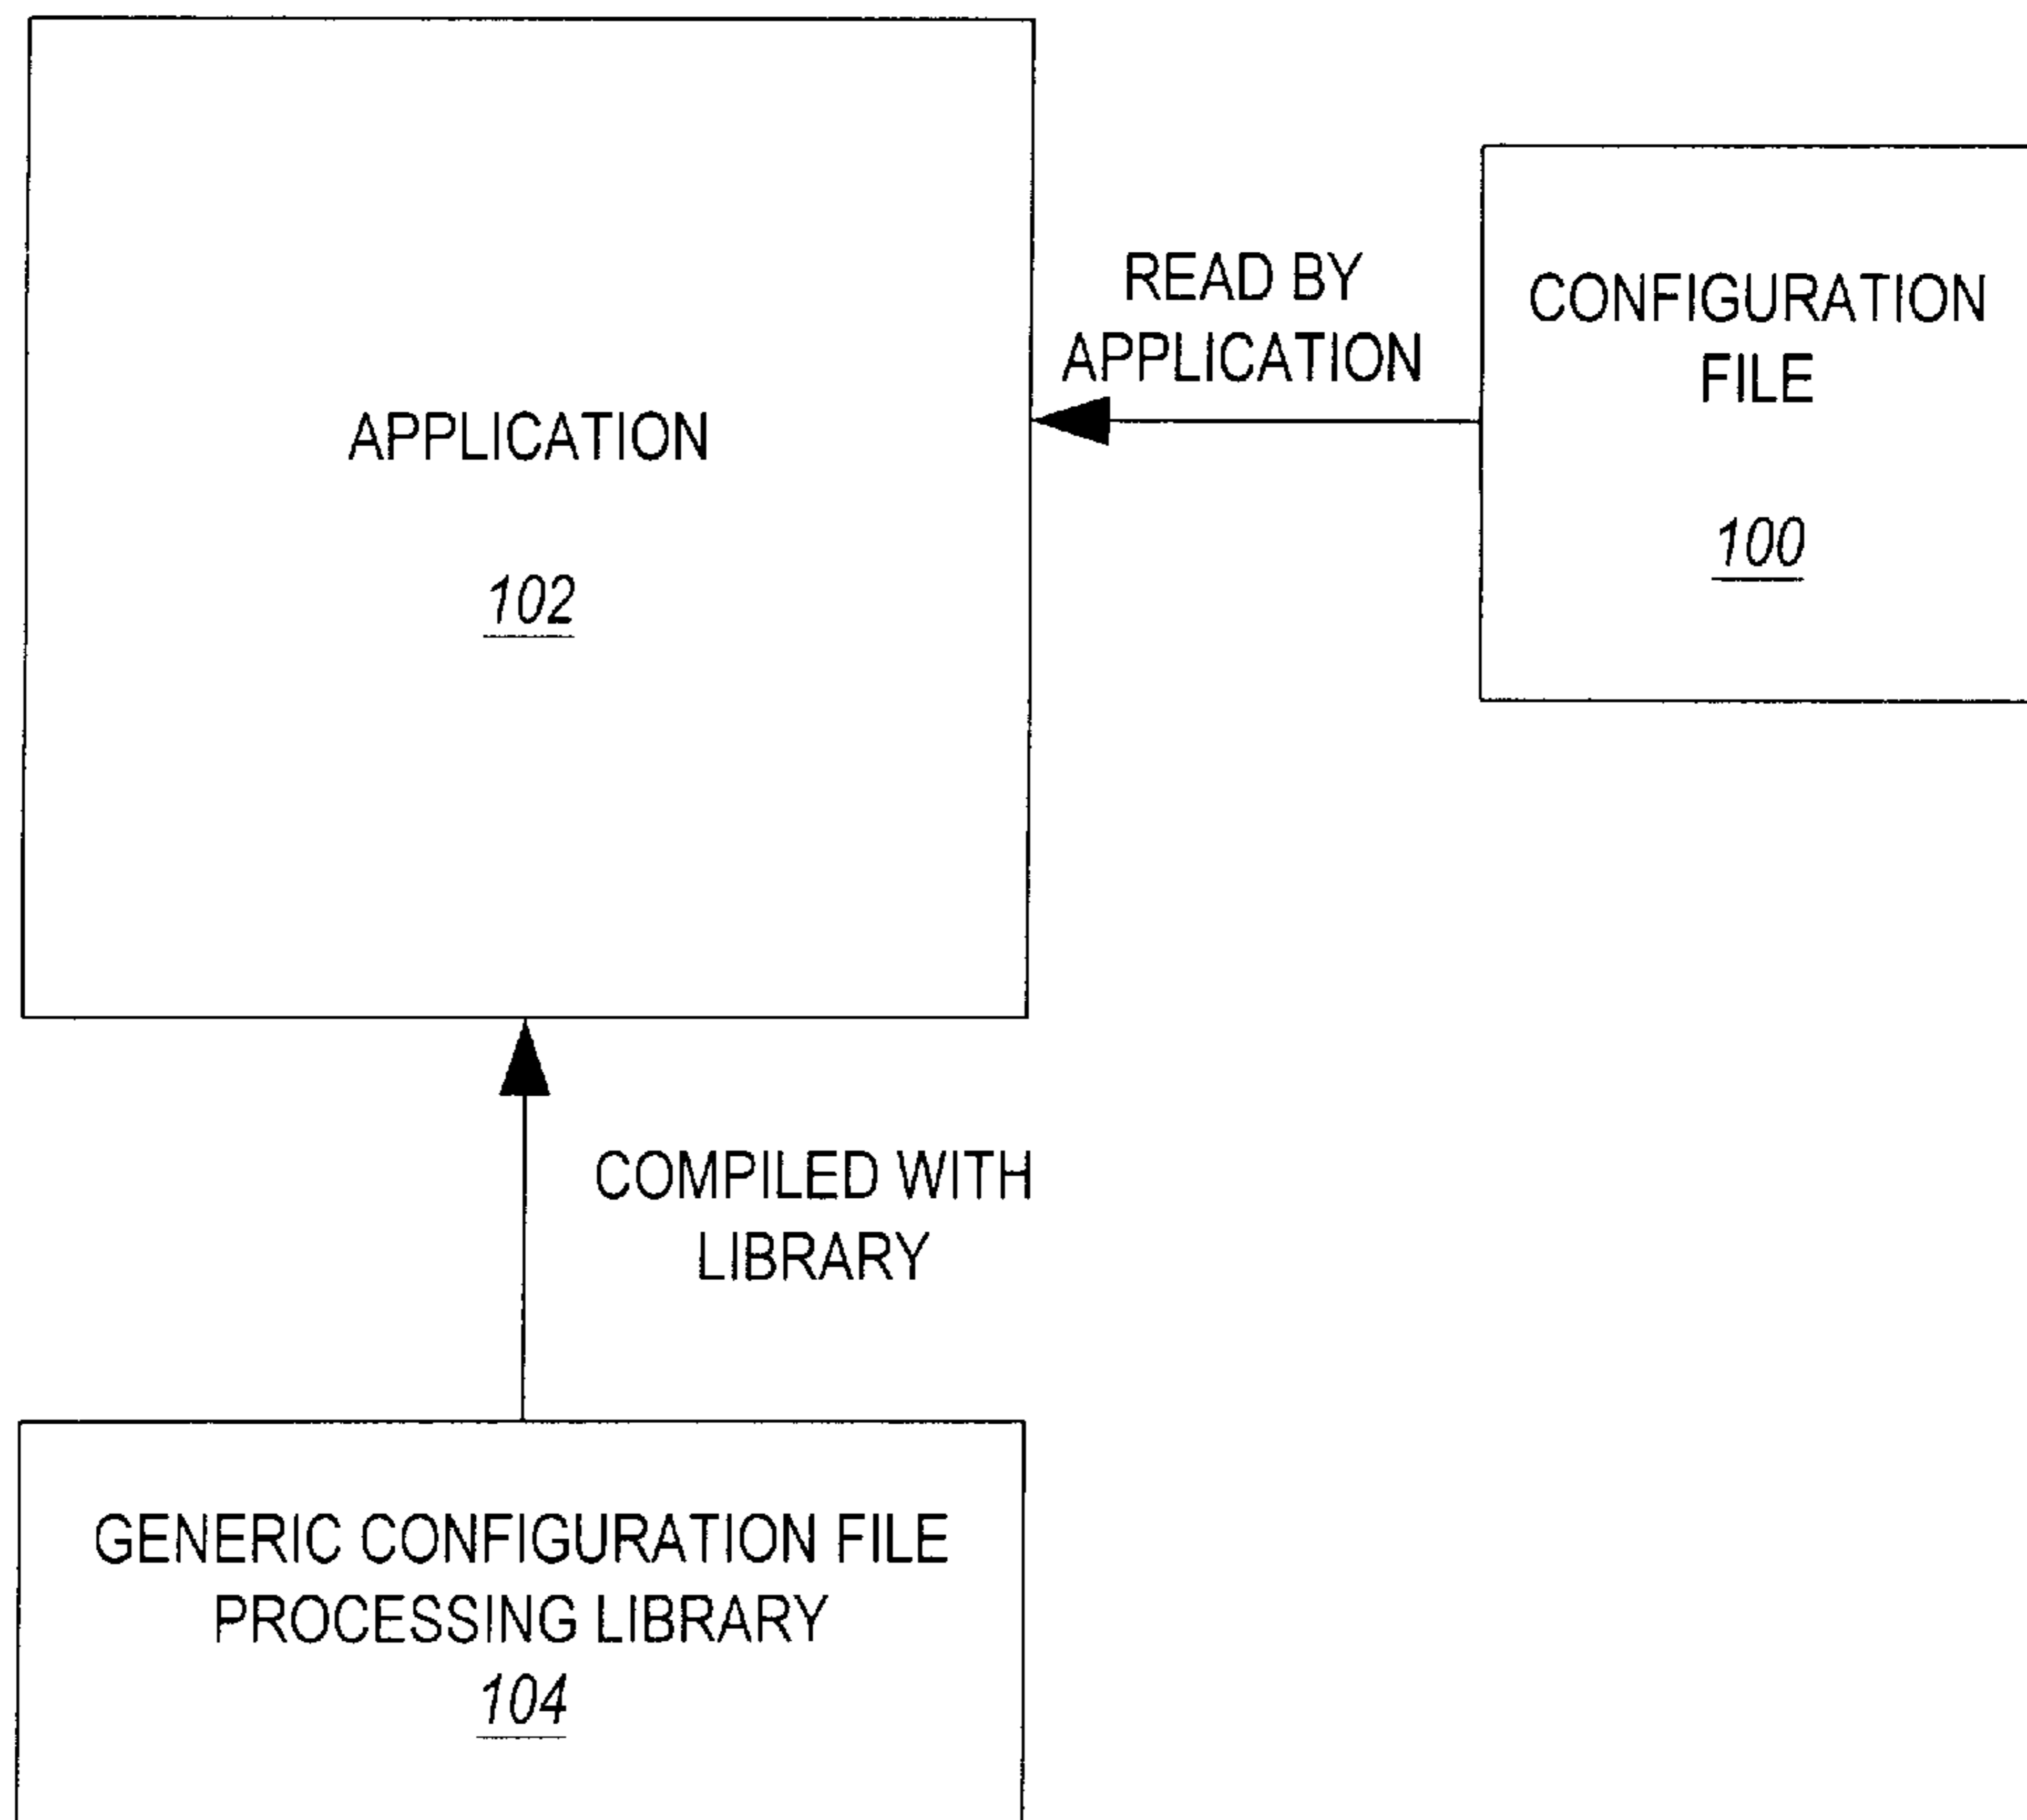 APPLICATION
102
READ BY
APPLICATION
CONFIGURATION
FILE
100
COMPILED WITH
LIBRARY
GENERIC CONFIGURATION FILE
PROCESSING LIBRARY
104